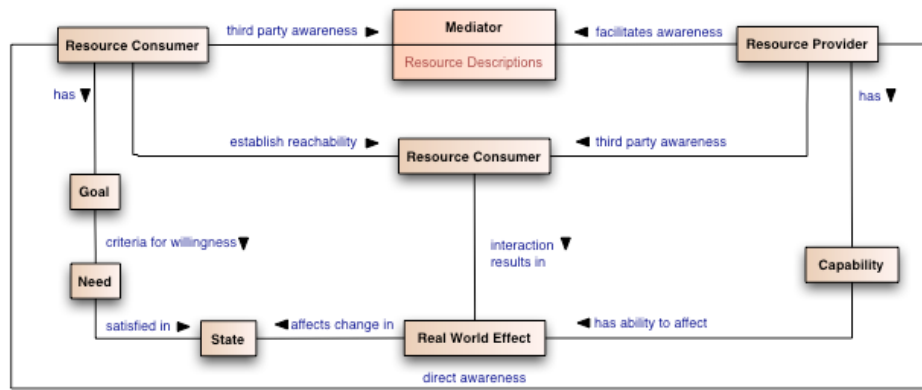 third party awareness
Mediator
facilitates awareness
Resource Consumer
Resource Provider
Resource Descriptions
has
has
establish reachability
third party awareness
Resource Consumer
Goal
criteria for willingness
interaction
results in
Need
Capability
satisfied in
affects change in
has ability to affect
State
Real World Effect
direct awareness